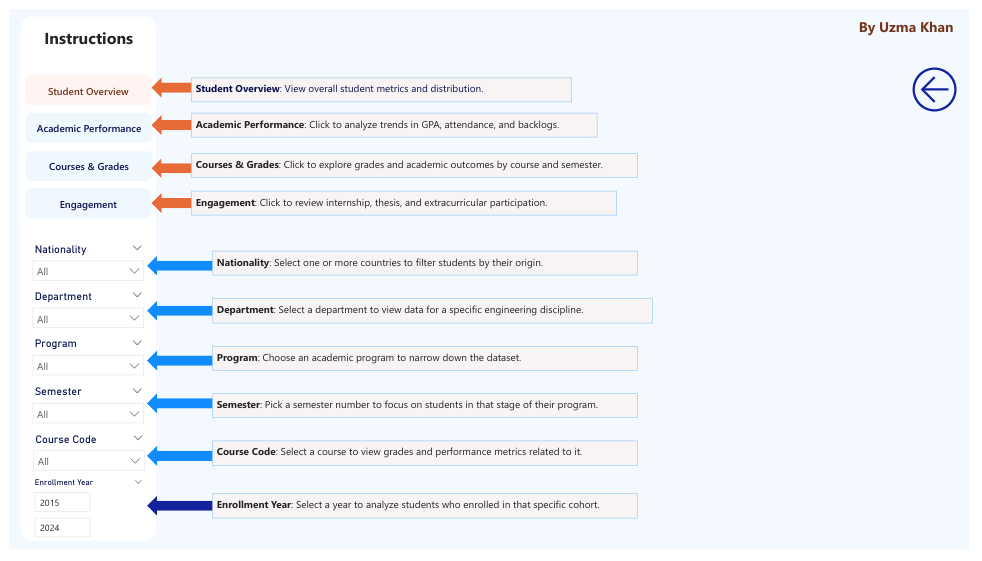 Instructions
By Uzma Khan
Student Overview
Student Overview: View overall student metrics and distribution.
Academic Performance
Academic Performance: Click to analyze trends in GPA, attendance, and backlogs.
Courses & Grades
Courses & Grades: Click to explore grades and academic outcomes by course and semester.
Engagement
Engagement: Click to review internship, thesis, and extracurricular participation.
Nationality
All
Nationality: Select one or more countries to filter students by their origin.
Department
All
Department: Select a department to view data for a specific engineering discipline.
Program
All
Program: Choose an academic program to narrow down the dataset.
Semester
All
Semester: Pick a semester number to focus on students in that stage of their program.
Course Code
All
Course Code: Select a course to view grades and performance metrics related to it.
Enrollment Year
2015
2024
Enrollment Year: Select a year to analyze students who enrolled in that specific cohort.